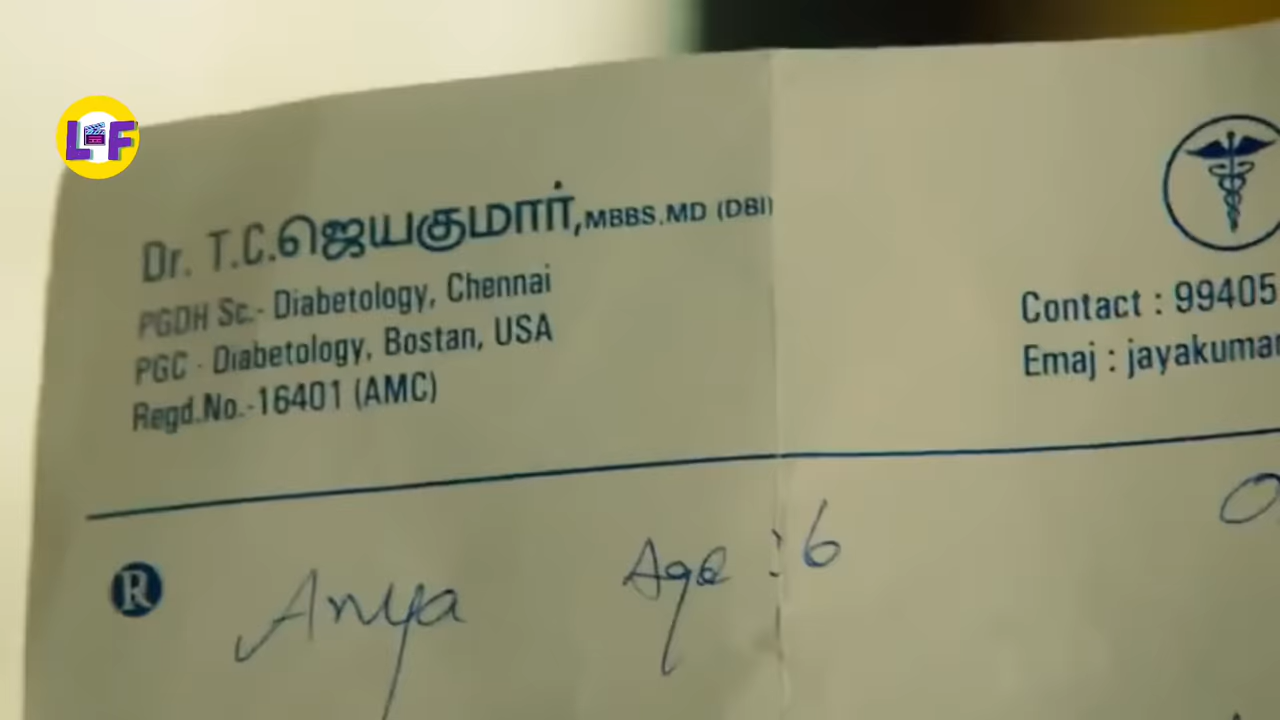 LF
Dr. T.C.ஜெயகுமார்,MBBS.MD (DBI)
PGDH Sc.- Diabetology, Chennai
PGC - Diabetology, Bostan, USA
Regd.No.-16401 (AMC)
Contact : 99405
Emaj : jayakumar
R
Anya Age : 6